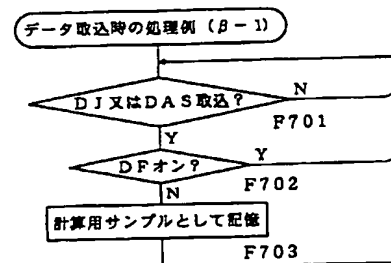 データ取込時の処理例(β-1)
DJ又はDAS取込?
N
F701
Y
DFオン?
Y
F702
N
計算用サンプルとして記憶
F703